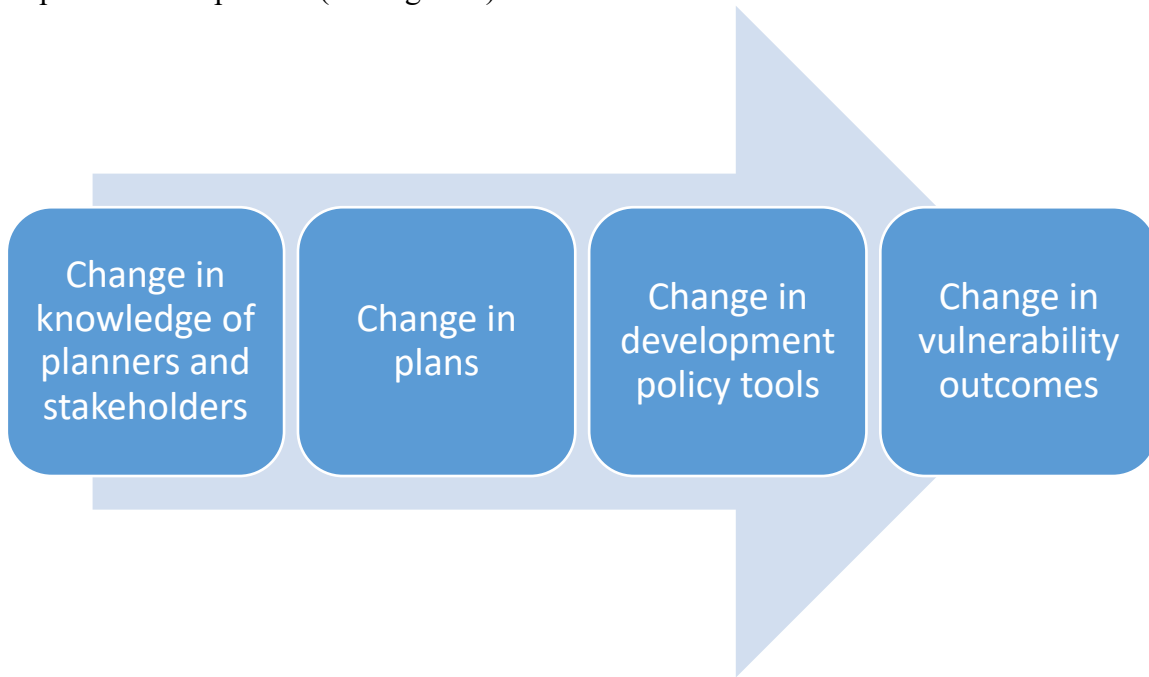 Change in
knowledge of
planners and
stakeholders
Change in
plans
Change in
development
policy tools
Change in
vulnerability
outcomes